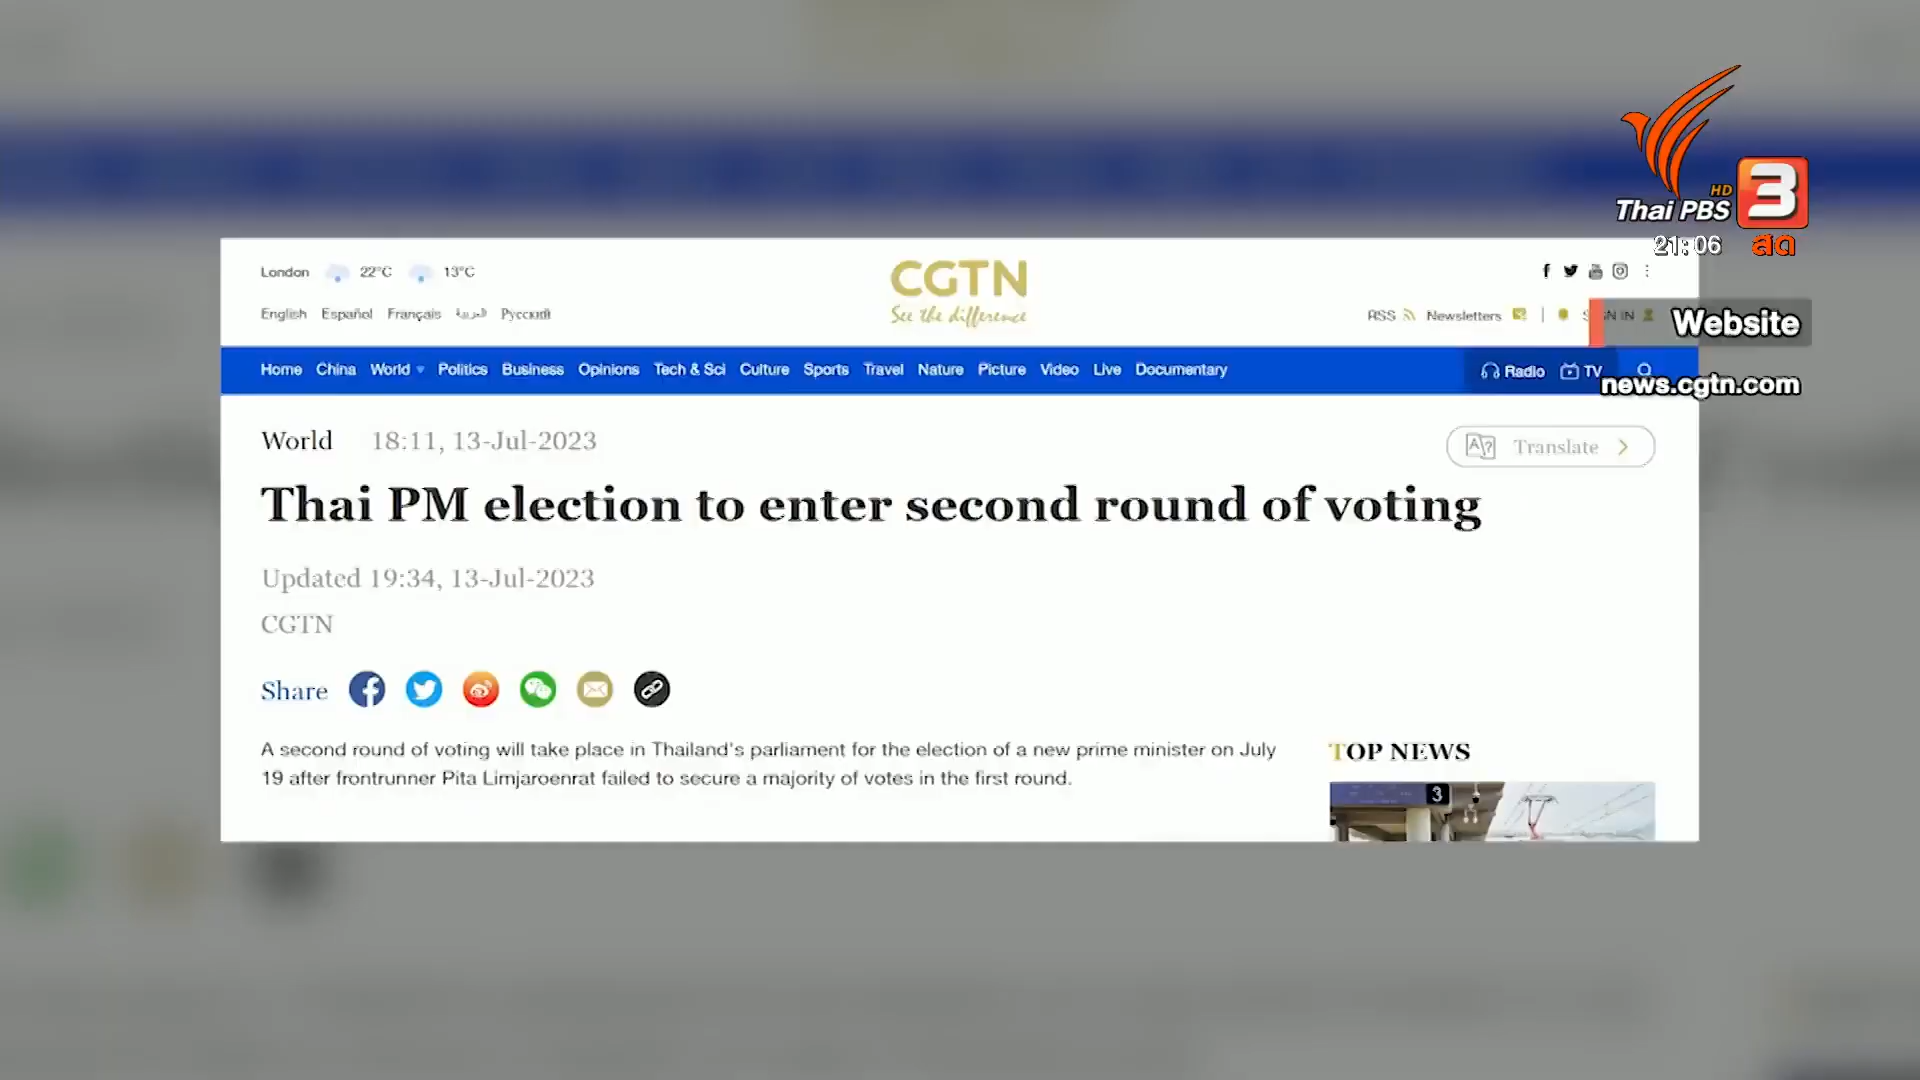 HD
Thai PBS 3
21:06 สด
London 22°C 13°C
CGTN
See the difference
English Español Français العربية Русский
RSS Newsletters
Website
Home China World Politics Business Opinions Tech & Sci Culture Sports Travel Nature Picture Video Live Documentary Radio TV
news.cgtn.com
World 18:11, 13-Jul-2023
Translate
Thai PM election to enter second round of voting
Updated 19:34, 13-Jul-2023
CGTN
Share
A second round of voting will take place in Thailand's parliament for the election of a new prime minister on July
19 after frontrunner Pita Limjaroenrat failed to secure a majority of votes in the first round.
TOP NEWS
3